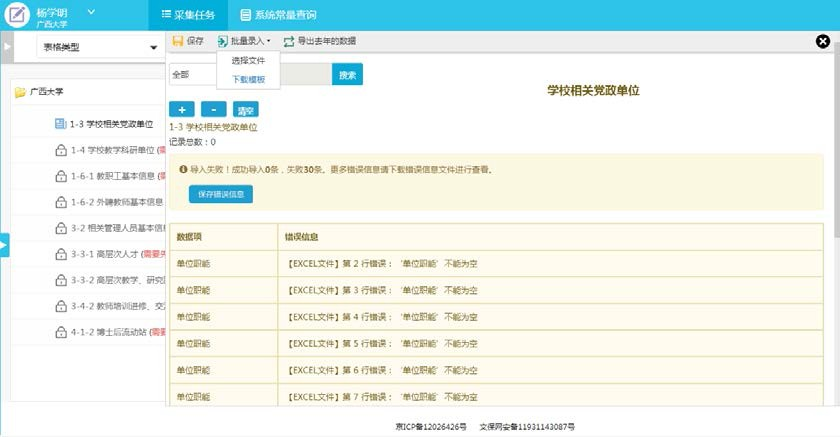 杨学明
广西大学
采集任务
系统常量查询
表格类型
保存
批量录入
导出去年的数据
选择文件
下载模板
全部
搜索
学校相关党政单位
广西大学
1-3 学校相关党政单位
1-4 学校教学科研单位 (需
1-6-1 教职工基本信息 (需
1-6-2 外聘教师基本信息
3-2 相关管理人员基本信息
3-3-1 高层次人才 (需要先
3-3-2 高层次教学、研究
3-4-2 教师培训进修、交
4-1-2 博士后流动站 (需要
+
-
清空
1-3 学校相关党政单位
记录总数：0
导入失败！成功导入0条，失败30条。更多错误信息请下载错误信息文件进行查看。
保存错误信息
数据项 错误信息
单位职能 【EXCEL文件】第 2 行错误： ‘单位职能’ 不能为空
单位职能 【EXCEL文件】第 3 行错误： ‘单位职能’ 不能为空
单位职能 【EXCEL文件】第 4 行错误： ‘单位职能’ 不能为空
单位职能 【EXCEL文件】第 5 行错误： ‘单位职能’ 不能为空
单位职能 【EXCEL文件】第 6 行错误： ‘单位职能’ 不能为空
单位职能 【EXCEL文件】第 7 行错误： ‘单位职能’ 不能为空
京ICP备12026426号 文保网安备11931143087号